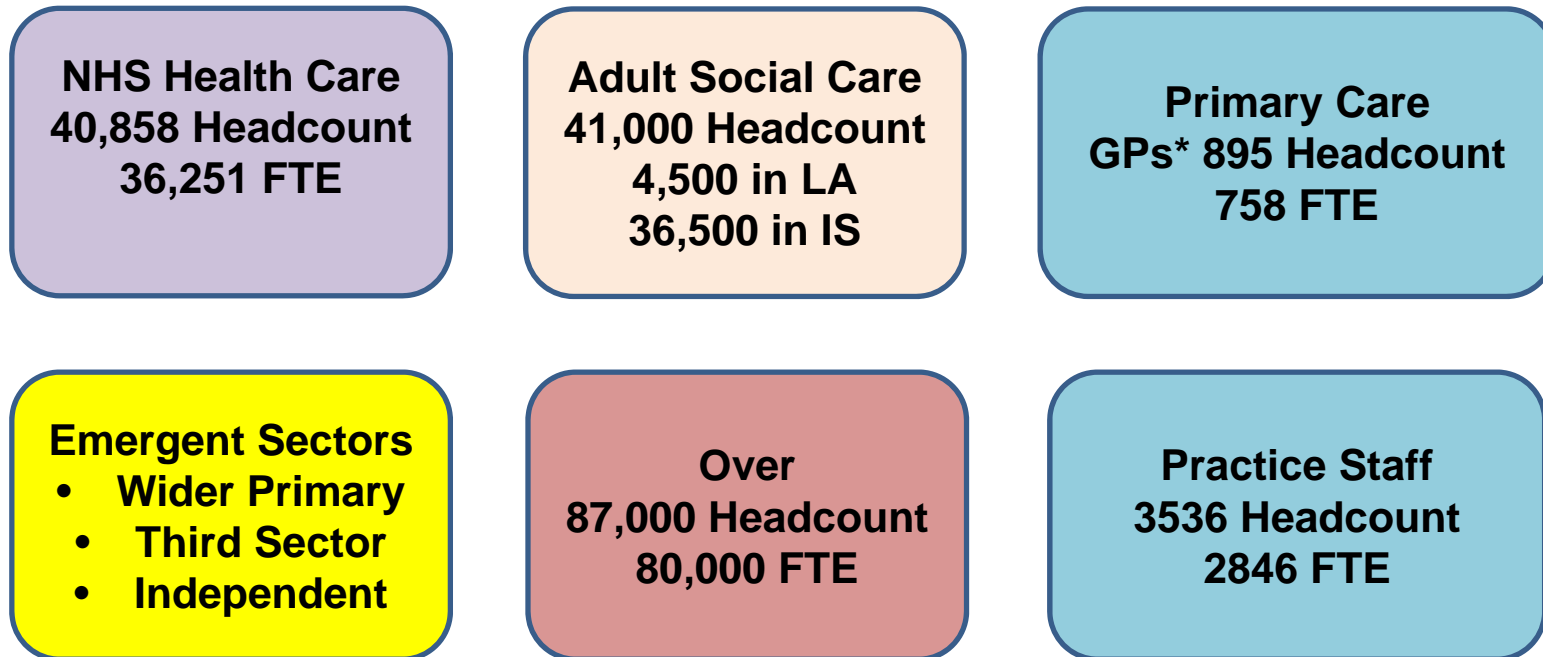 NHS Health Care
40,858 Headcount
36,251 FTE
Adult Social Care
41,000 Headcount
4,500 in LA
36,500 in IS
Primary Care
GPs* 895 Headcount
758 FTE
Emergent Sectors
• Wider Primary
• Third Sector
• Independent
Over
87,000 Headcount
80,000 FTE
Practice Staff
3536 Headcount
2846 FTE